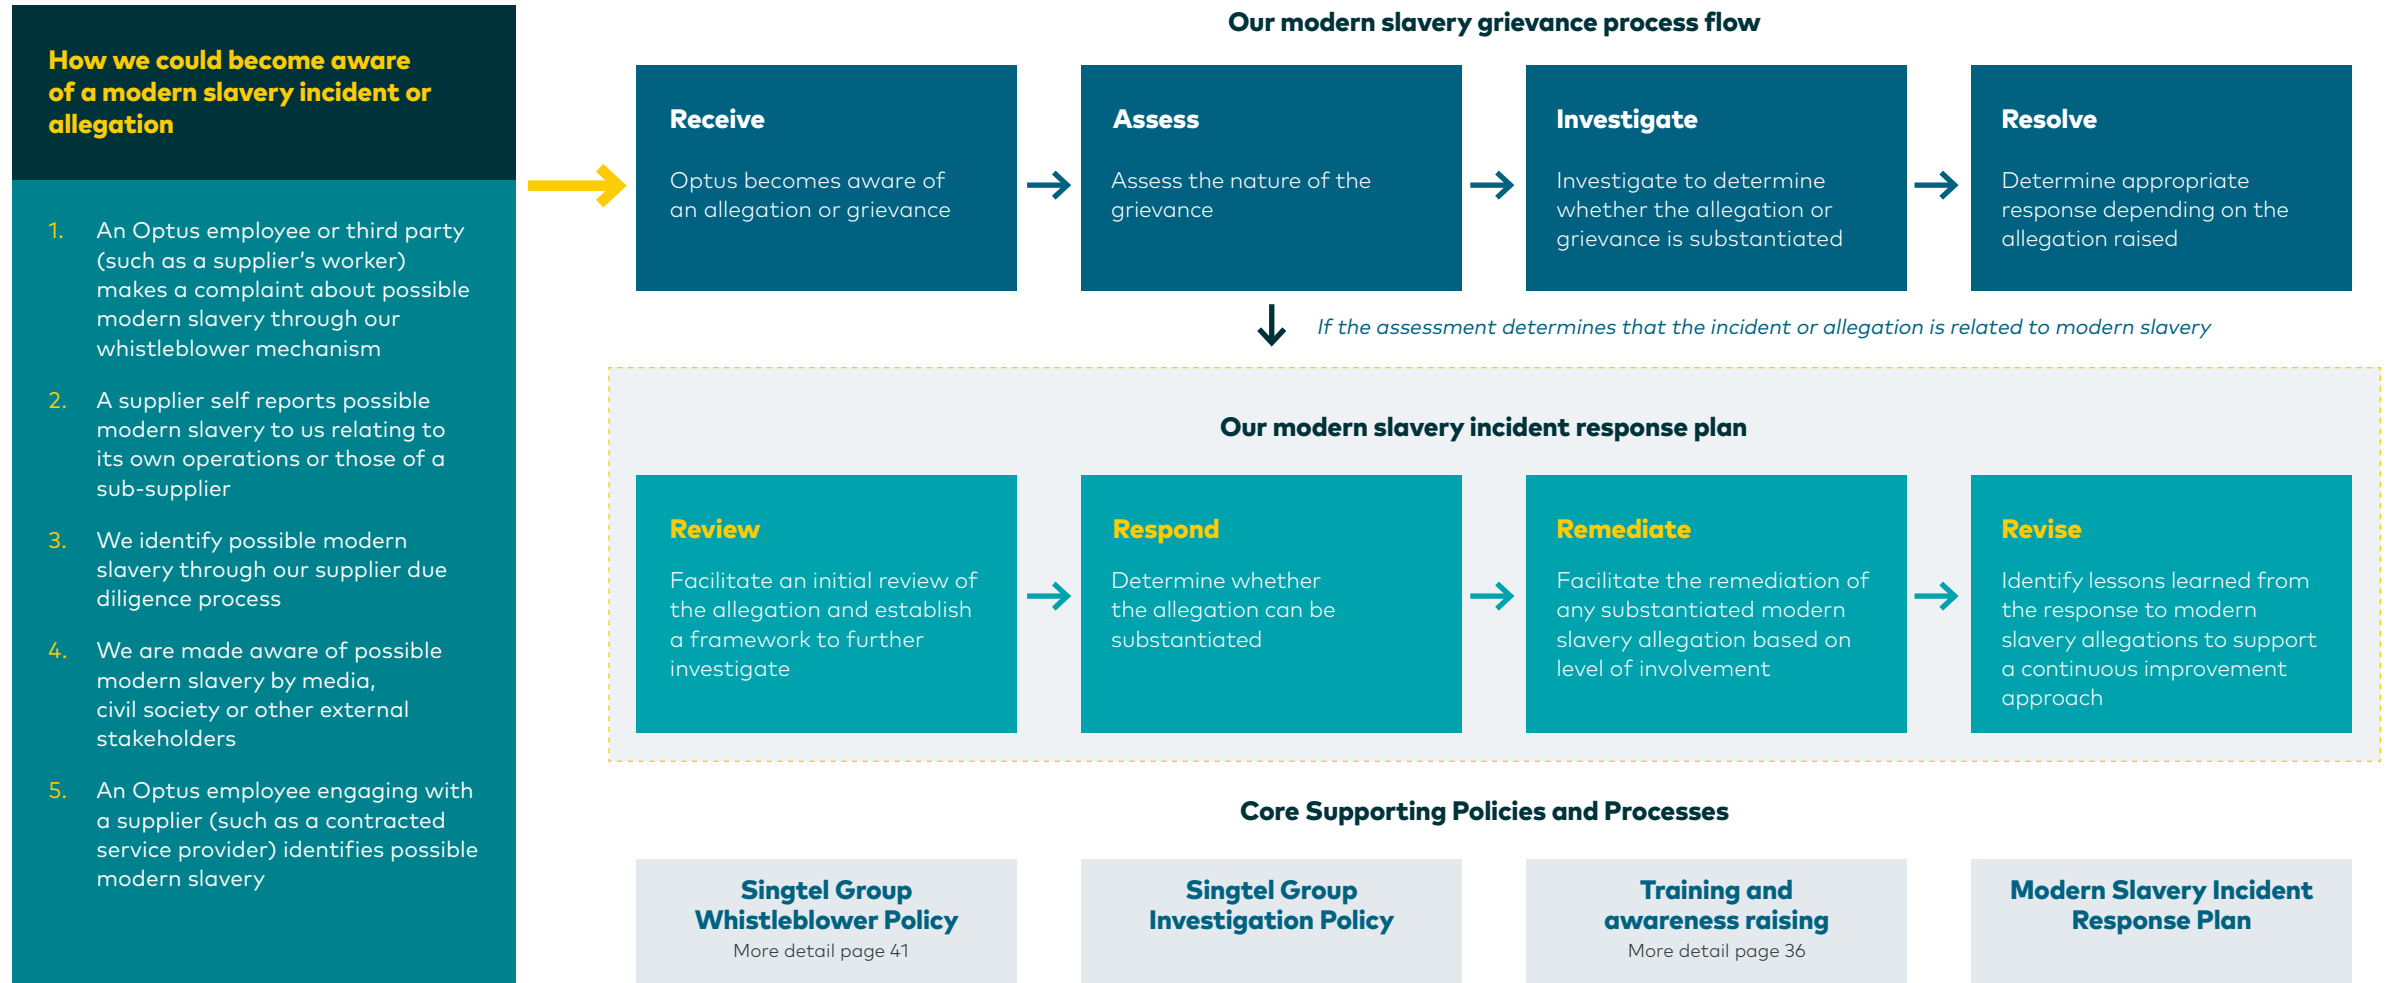 How we could become aware
of a modern slavery incident or
allegation
1. An Optus employee or third party
(such as a supplier's worker)
makes a complaint about possible
modern slavery through our
whistleblower mechanism
2. A supplier self reports possible
modern slavery to us relating to
its own operations or those of a
sub-supplier
3. We identify possible modern
slavery through our supplier due
diligence process
4. We are made aware of possible
modern slavery by media,
civil society or other external
stakeholders
5. An Optus employee engaging with
a supplier (such as a contracted
service provider) identifies possible
modern slavery
Our modern slavery grievance process flow
Receive
Optus becomes aware of
an allegation or grievance
Assess
Assess the nature of the
grievance
Investigate
Investigate to determine
whether the allegation or
grievance is substantiated
Resolve
Determine appropriate
response depending on the
allegation raised
If the assessment determines that the incident or allegation is related to modern slavery
Our modern slavery incident response plan
Review
Facilitate an initial review of
the allegation and establish
a framework to further
investigate
Respond
Determine whether
the allegation can be
substantiated
Remediate
Facilitate the remediation of
any substantiated modern
slavery allegation based on
level of involvement
Revise
Identify lessons learned from
the response to modern
slavery allegations to support
a continuous improvement
approach
Core Supporting Policies and Processes
Singtel Group
Whistleblower Policy
More detail page 41
Singtel Group
Investigation Policy
Training and
awareness raising
More detail page 36
Modern Slavery Incident
Response Plan